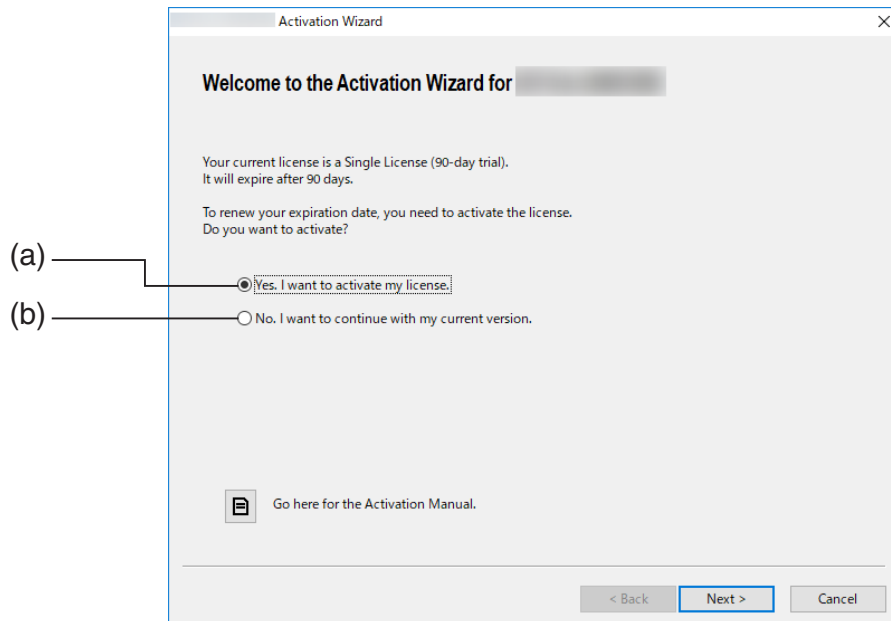 Activation Wizard
Welcome to the Activation Wizard for
Your current license is a Single License (90-day trial).
It will expire after 90 days.
To renew your expiration date, you need to activate the license.
Do you want to activate?
(a)
Yes. I want to activate my license.
(b)
No. I want to continue with my current version.
Go here for the Activation Manual.
< Back
Next >
Cancel